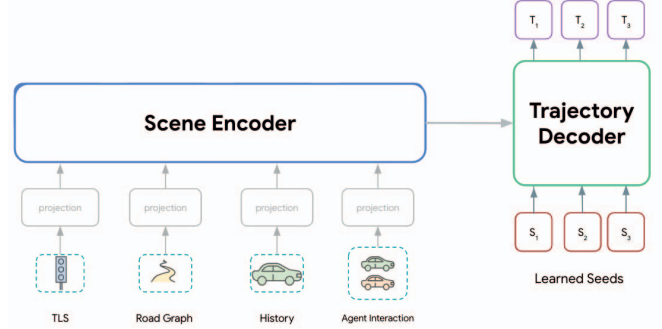 T1 T2 T3
Scene Encoder
Trajectory
Decoder
projection projection projection projection
S1 S2 S3
Learned Seeds
TLS Road Graph History Agent Interaction